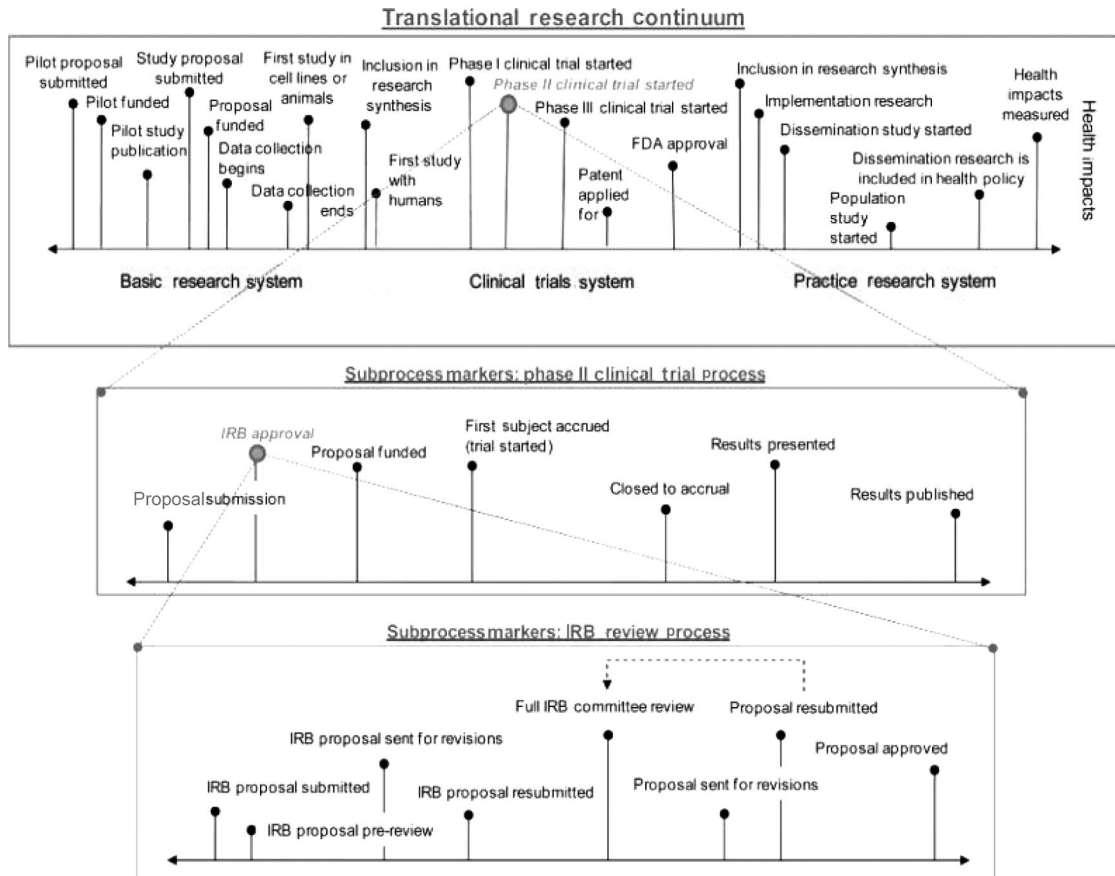 Translational research continuum
Pilot proposal
submitted
Pilot funded
Pilot study
publication
Study proposal
submitted
Proposal
funded
Data collection
begins
First study in
cell lines or
animals
Data collection
ends
Inclusion in
research
synthesis
First study
with
humans
Phase I clinical trial started
Phase II clinical trial started
Phase III clinical trial started
Patent
applied
for
FDA approval
Inclusion in research synthesis
Implementation research
Dissemination study started
Population
study
started
Dissemination research is
included in health policy
Health
impacts
measured
Health impacts
Basic research system
Clinical trials system
Practice research system
Subprocess markers: phase II clinical trial process
Proposal submission
IRB approval
Proposal funded
First subject accrued
(trial started)
Closed to accrual
Results presented
Results published
Subprocess markers: IRB review process
IRB proposal submitted
IRB proposal pre-review
IRB proposal sent for revisions
IRB proposal resubmitted
Full IRB committee review
Proposal sent for revisions
Proposal resubmitted
Proposal approved